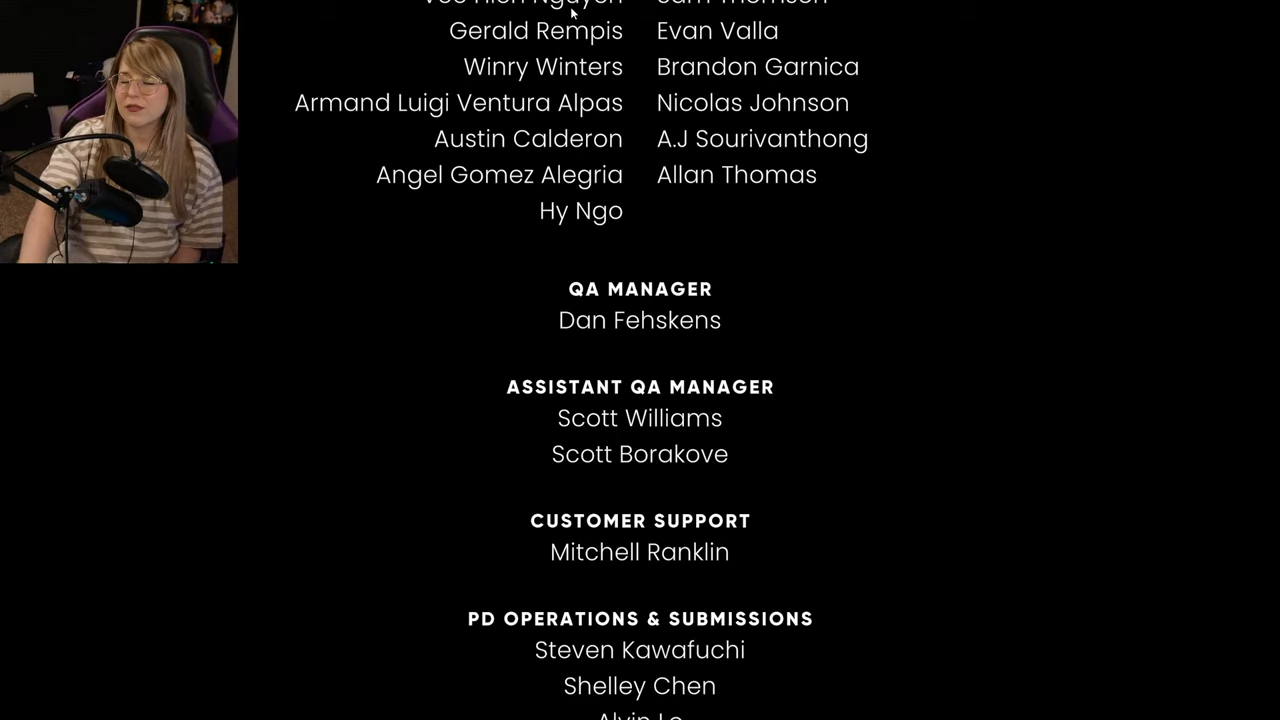 Gerald Rempis Evan Valla
Winry Winters Brandon Garnica
Armand Luigi Ventura Alpas Nicolas Johnson
Austin Calderon A.J Sourivanthong
Angel Gomez Alegria Allan Thomas
Hy Ngo
QA MANAGER
Dan Fehskens
ASSISTANT QA MANAGER
Scott Williams
Scott Borakove
CUSTOMER SUPPORT
Mitchell Ranklin
PD OPERATIONS & SUBMISSIONS
Steven Kawafuchi
Shelley Chen